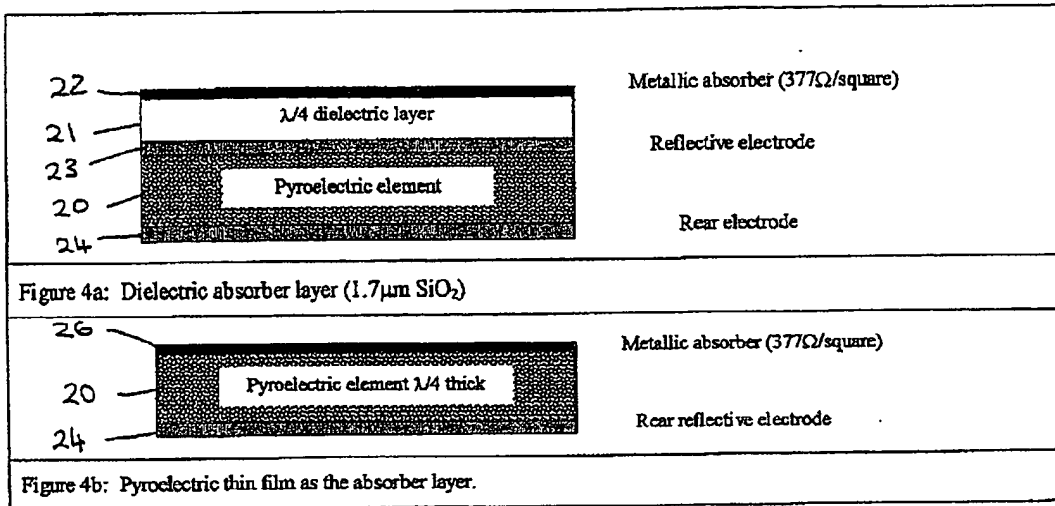 22
Metallic absorber (377Ω/square)
λ/4 dielectric layer
21
Reflective electrode
23
Pyroelectric element
20
Rear electrode
24
Figure 4a: Dielectric absorber layer (1.7μm SiO₂)
26
Metallic absorber (377Ω/square)
Pyroelectric element λ/4 thick
20
Rear reflective electrode
24
Figure 4b: Pyroelectric thin film as the absorber layer.